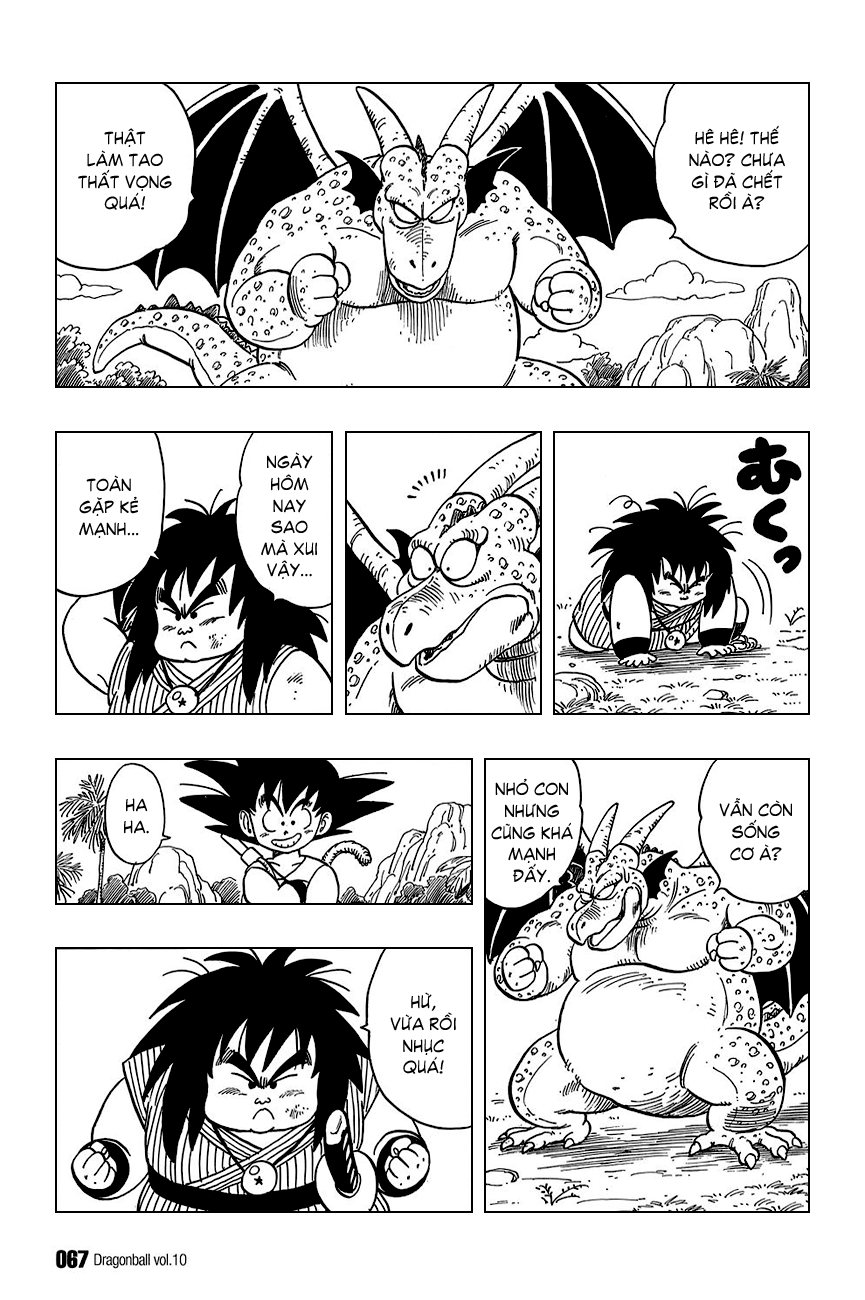 HÊ HÊ! THẾ
NÀO? CHƯA
GÌ ĐÃ CHẾT
RỒI À?
THẬT
LÀM TAO
THẤT VỌNG
QUÁ!
むくっ
NGÀY
HÔM
NAY
SAO
MÀ XUI
VẬY...
TOÀN
GẶP KẺ
MẠNH...
VẪN CÒN
SỐNG
CƠ À?
NHỎ CON
NHƯNG
CŨNG KHÁ
MẠNH
ĐẤY.
HA
HA.
HỪ,
VỪA RỒI
NHỤC
QUÁ!
067 Dragonball vol.10